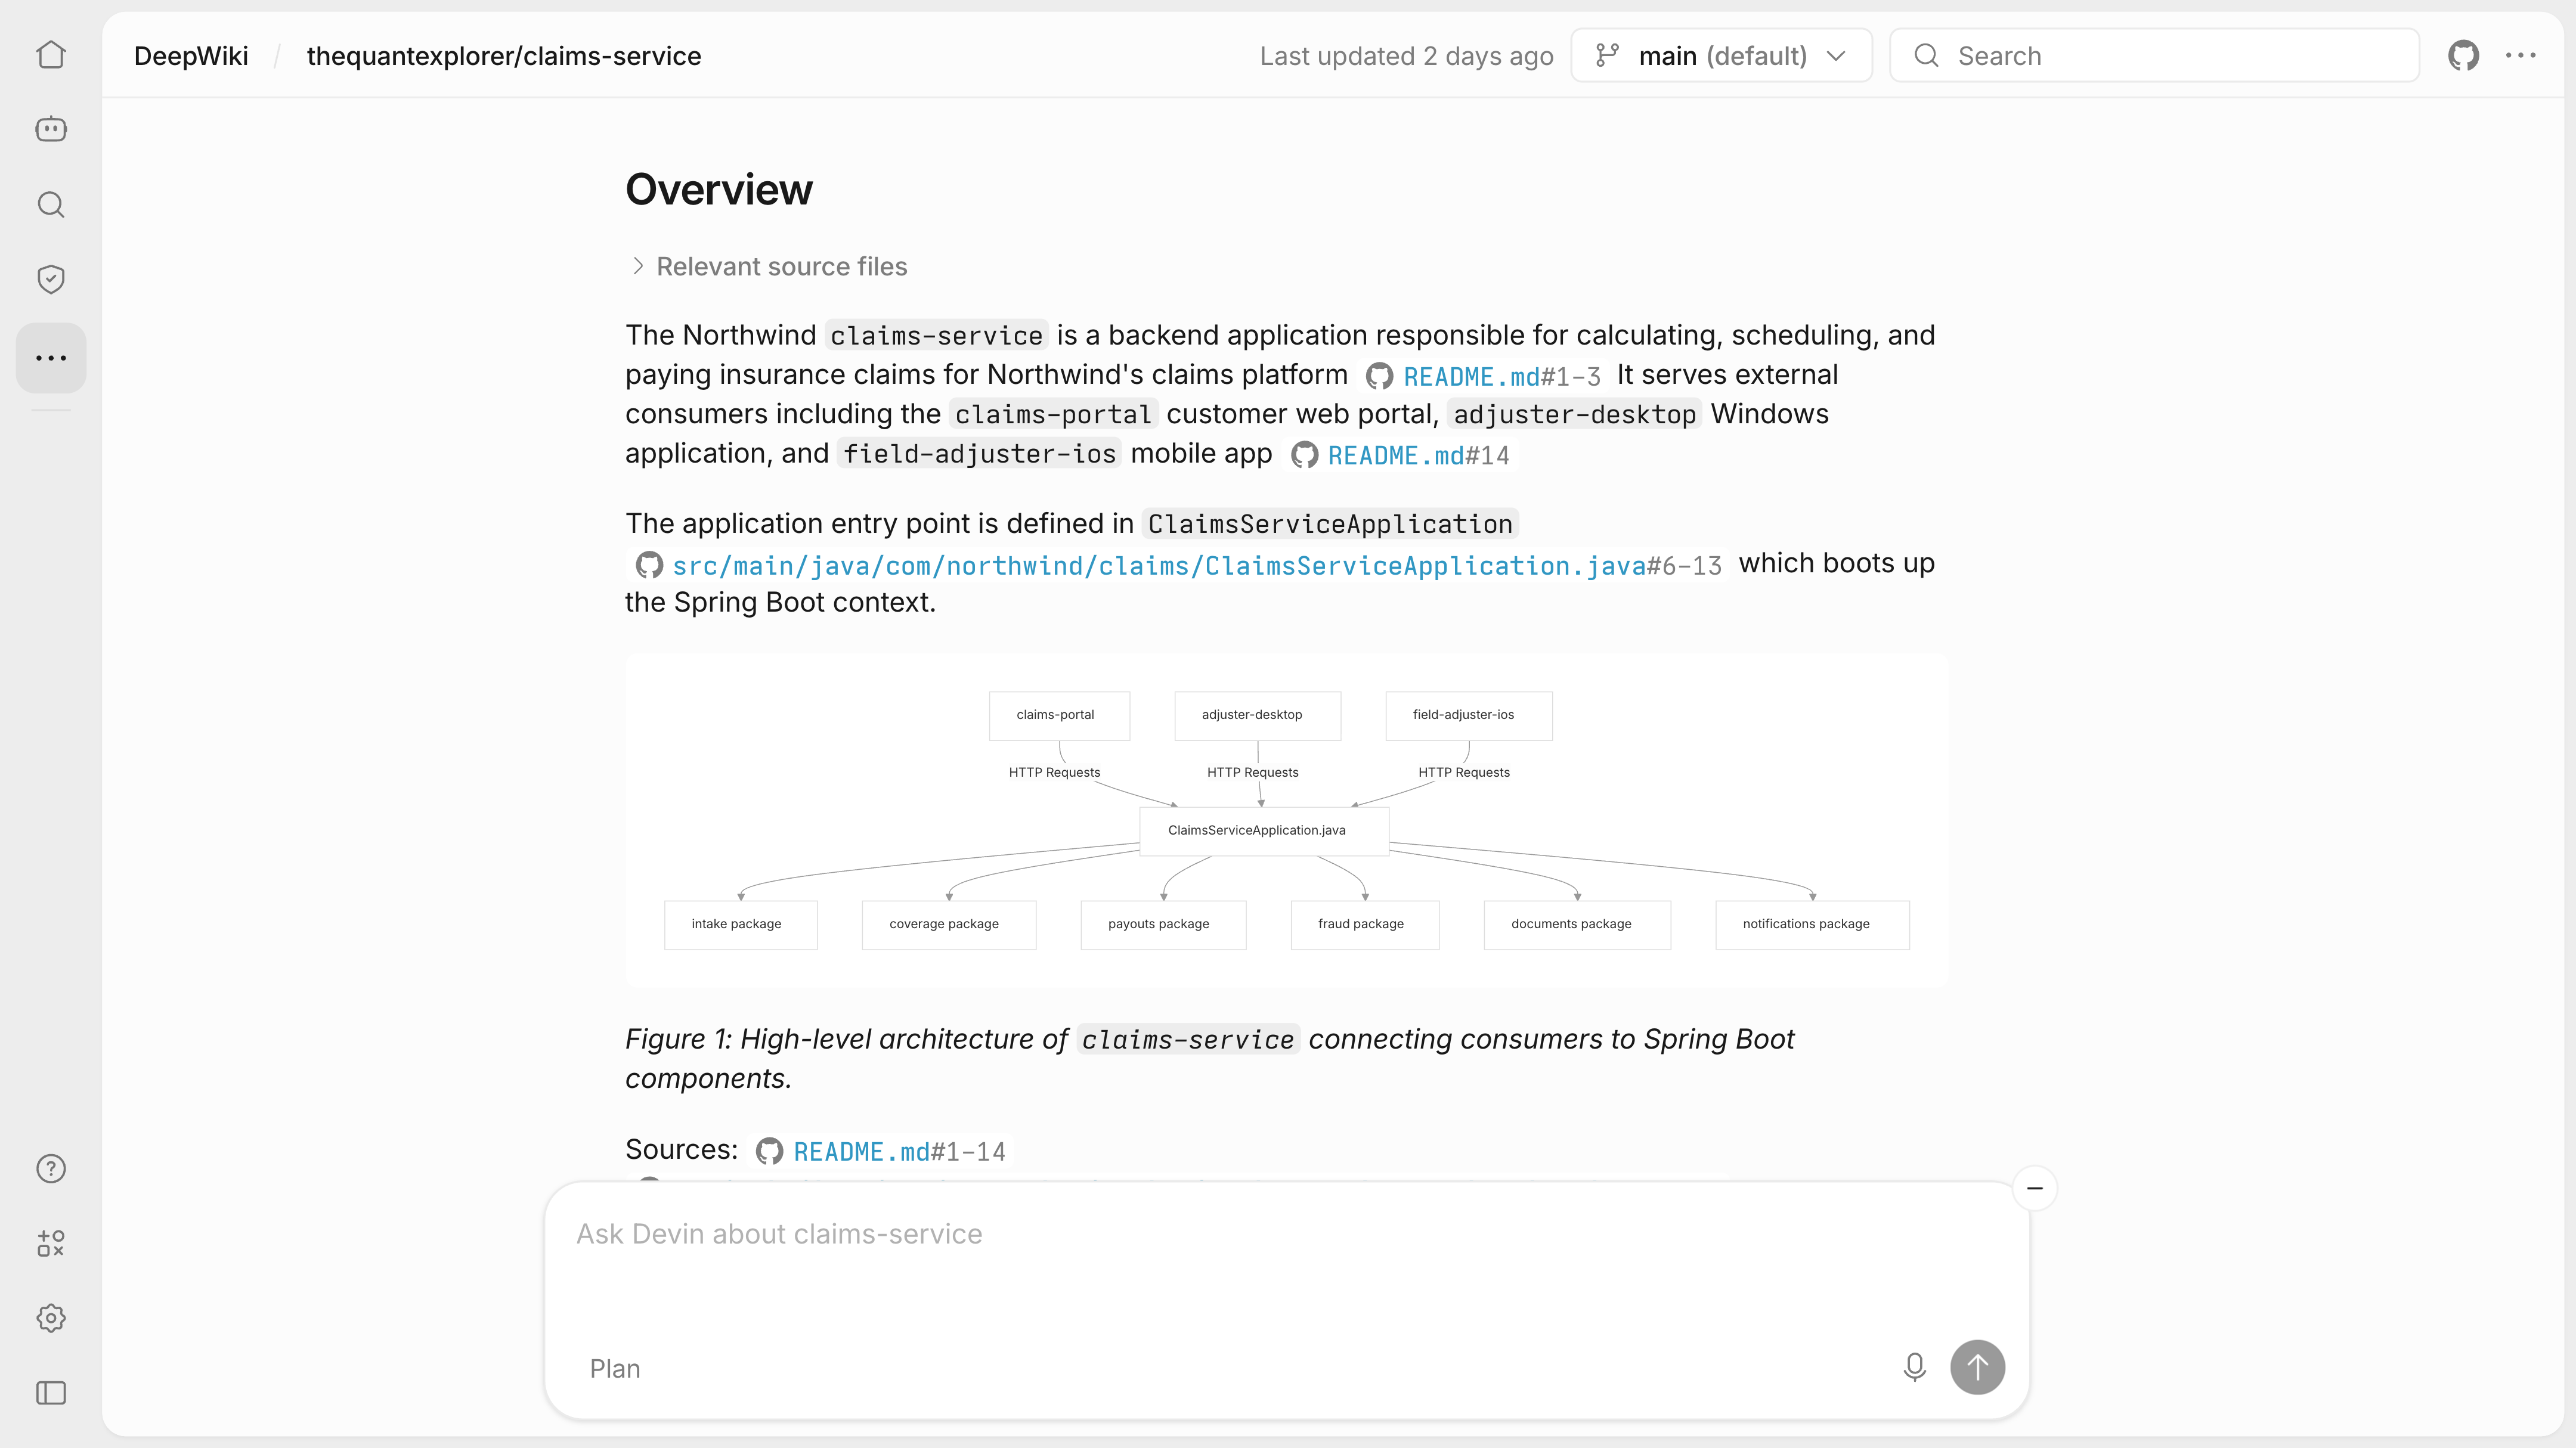 DeepWiki / thequantexplorer/claims-service
Last updated 2 days ago
main (default)
Search
Overview
Relevant source files
The Northwind claims-service is a backend application responsible for calculating, scheduling, and
paying insurance claims for Northwind's claims platform README.md#1-3 It serves external
consumers including the claims-portal customer web portal, adjuster-desktop Windows
application, and field-adjuster-ios mobile app README.md#14
The application entry point is defined in ClaimsServiceApplication
src/main/java/com/northwind/claims/ClaimsServiceApplication.java#6-13 which boots up
the Spring Boot context.
claims-portal
adjuster-desktop
field-adjuster-ios
HTTP Requests
HTTP Requests
HTTP Requests
ClaimsServiceApplication.java
intake package
coverage package
payouts package
fraud package
documents package
notifications package
Figure 1: High-level architecture of claims-service connecting consumers to Spring Boot
components.
Sources: README.md#1-14
Ask Devin about claims-service
Plan